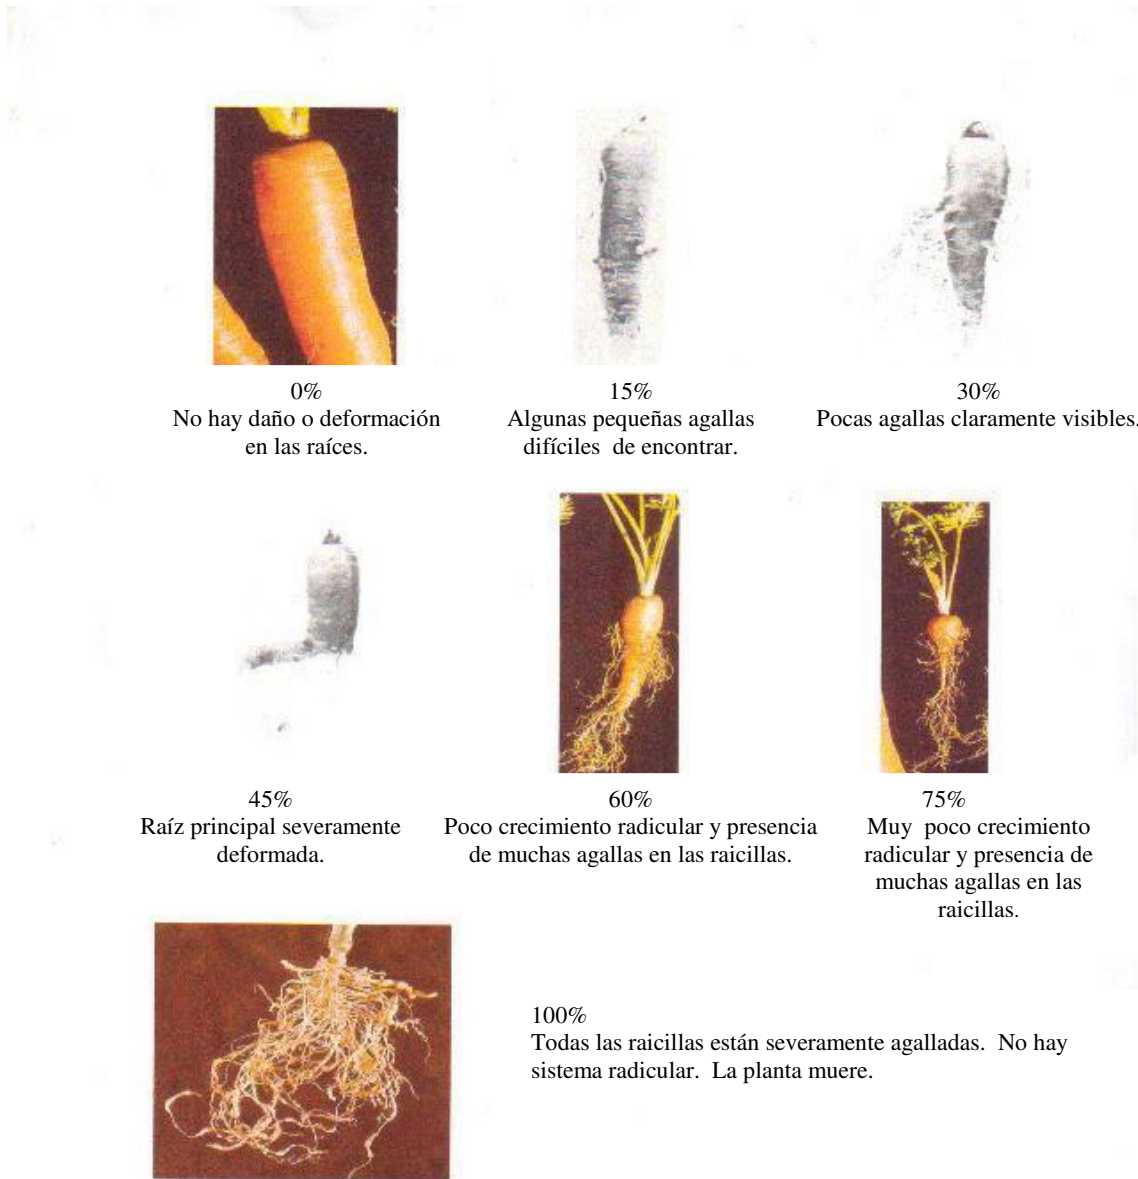 0%
No hay daño o deformación
en las raíces.
15%
Algunas pequeñas agallas
difíciles de encontrar.
30%
Pocas agallas claramente visibles.
45%
Raíz principal severamente
deformada.
60%
Poco crecimiento radicular y presencia
de muchas agallas en las raicillas.
75%
Muy poco crecimiento
radicular y presencia de
muchas agallas en las
raicillas.
100%
Todas las raicillas están severamente agalladas. No hay
sistema radicular. La planta muere.